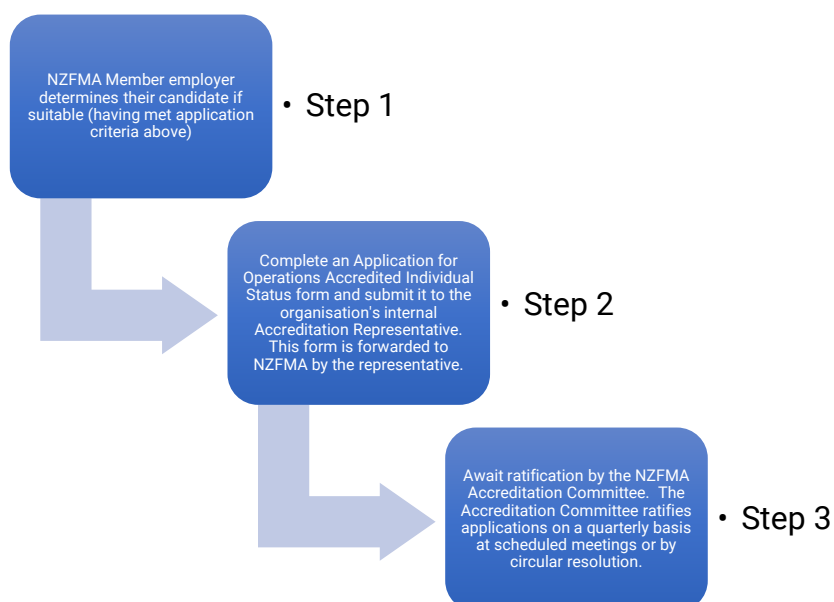 NZFMA Member employer
determines their candidate if
suitable (having met application
criteria above)
• Step 1
Complete an Application for
Operations Accredited Individual
Status form and submit it to the
organisation's internal
Accreditation Representative.
This form is forwarded to
NZFMA by the representative.
• Step 2
Await ratification by the NZFMA
Accreditation Committee.  The
Accreditation Committee ratifies
applications on a quarterly basis
at scheduled meetings or by
circular resolution.
• Step 3